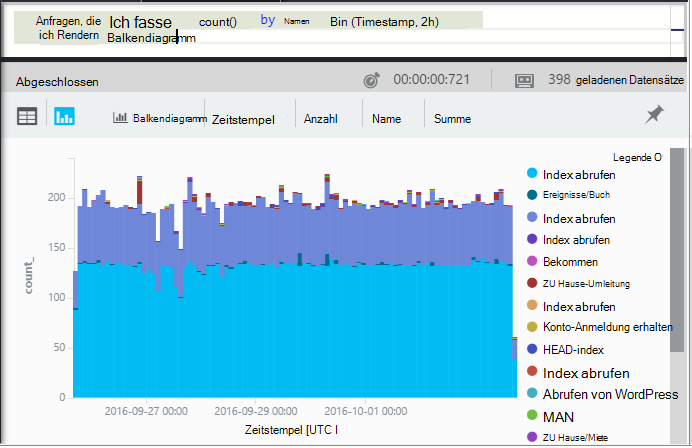 Anfragen, die Ich fasse count() by Namen Bin (Timestamp, 2h)
ich Rendern Balkendiagramm
Abgeschlossen 00:00:00:721 398 geladenen Datensätze
Balkendiagramm Zeitstempel Anzahl Name Summe
Legende O
Index abrufen
Ereignisse/Buch
Index abrufen
Index abrufen
Bekommen
ZU Hause-Umleitung
Index abrufen
Konto-Anmeldung erhalten
HEAD-index
Index abrufen
Abrufen von WordPress
MAN
ZU Hause/Miete
count_
200
150
100
50
0
2016-09-27 00:00 2016-09-29 00:00 2016-10-01 00:00
Zeitstempel [UTC I